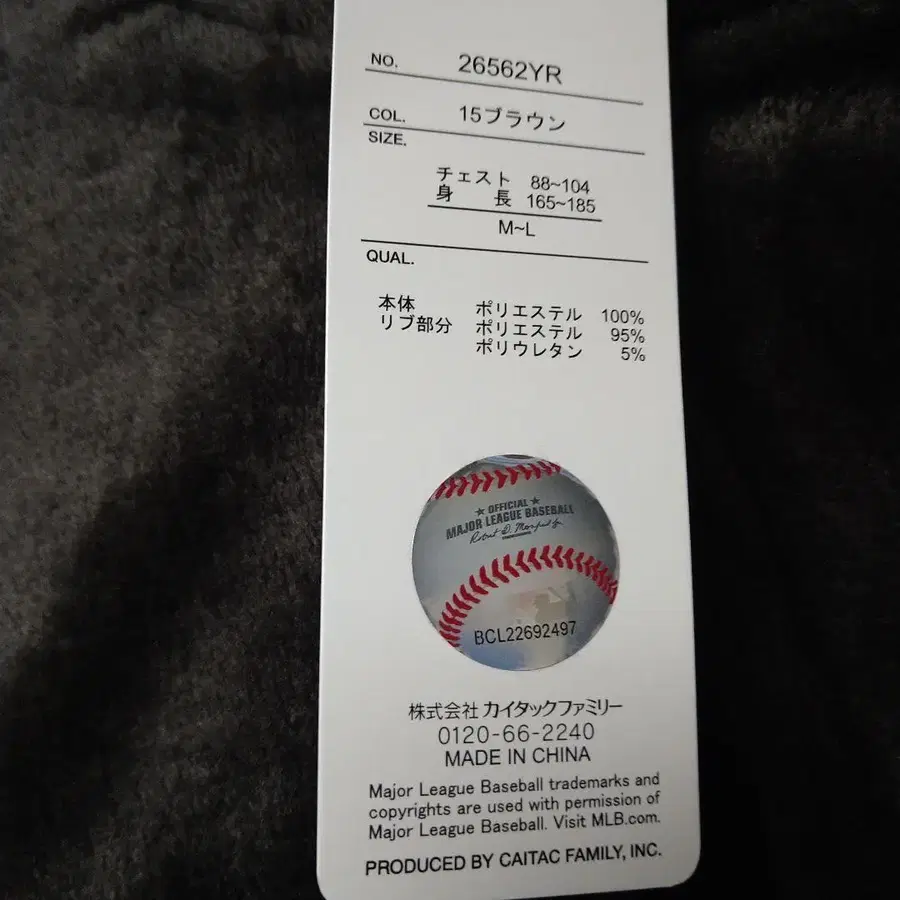 NO. 26562YR
COL. 15ブラウン
SIZE.
チェスト 88~104
身 長 165~185
M~L
QUAL.
本体 ポリエステル 100%
リブ部分 ポリエステル 95%
ポリウレタン 5%
★ OFFICIAL ★
MAJOR LEAGUE BASEBALL
BCL22692497
株式会社 カイタックファミリー
0120-66-2240
MADE IN CHINA
Major League Baseball trademarks and
copyrights are used with permission of
Major League Baseball. Visit MLB.com.
PRODUCED BY CAITAC FAMILY, INC.